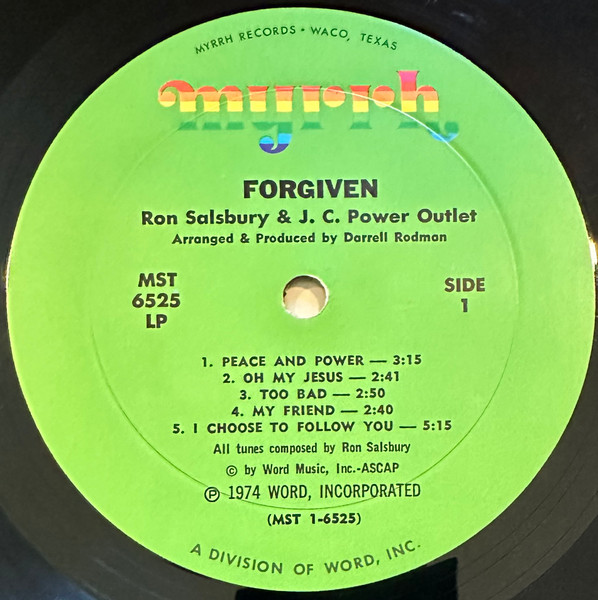 MYRRH RECORDS • WACO, TEXAS
myrrh
FORGIVEN
Ron Salsbury & J. C. Power Outlet
Arranged & Produced by Darrell Rodman
MST
6525
LP
SIDE
1
1. PEACE AND POWER — 3:15
2. OH MY JESUS — 2:41
3. TOO BAD — 2:50
4. MY FRIEND — 2:40
5. I CHOOSE TO FOLLOW YOU — 5:15
All tunes composed by Ron Salsbury
© by Word Music, Inc.-ASCAP
℗ 1974 WORD, INCORPORATED
(MST 1-6525)
A DIVISION OF WORD, INC.